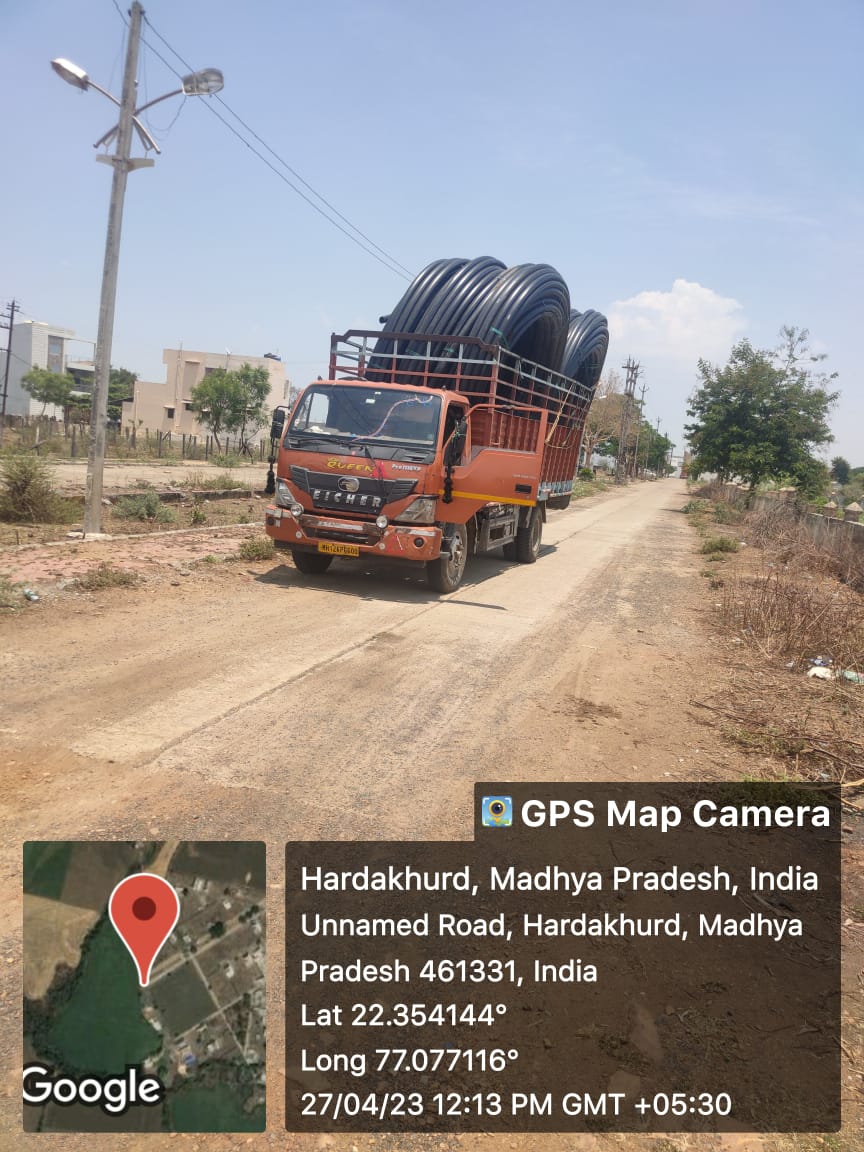 QUEEN
EICHER
GPS Map Camera
Hardakhurd, Madhya Pradesh, India
Unnamed Road, Hardakhurd, Madhya
Pradesh 461331, India
Lat 22.354144°
Long 77.077116°
27/04/23 12:13 PM GMT +05:30
Google